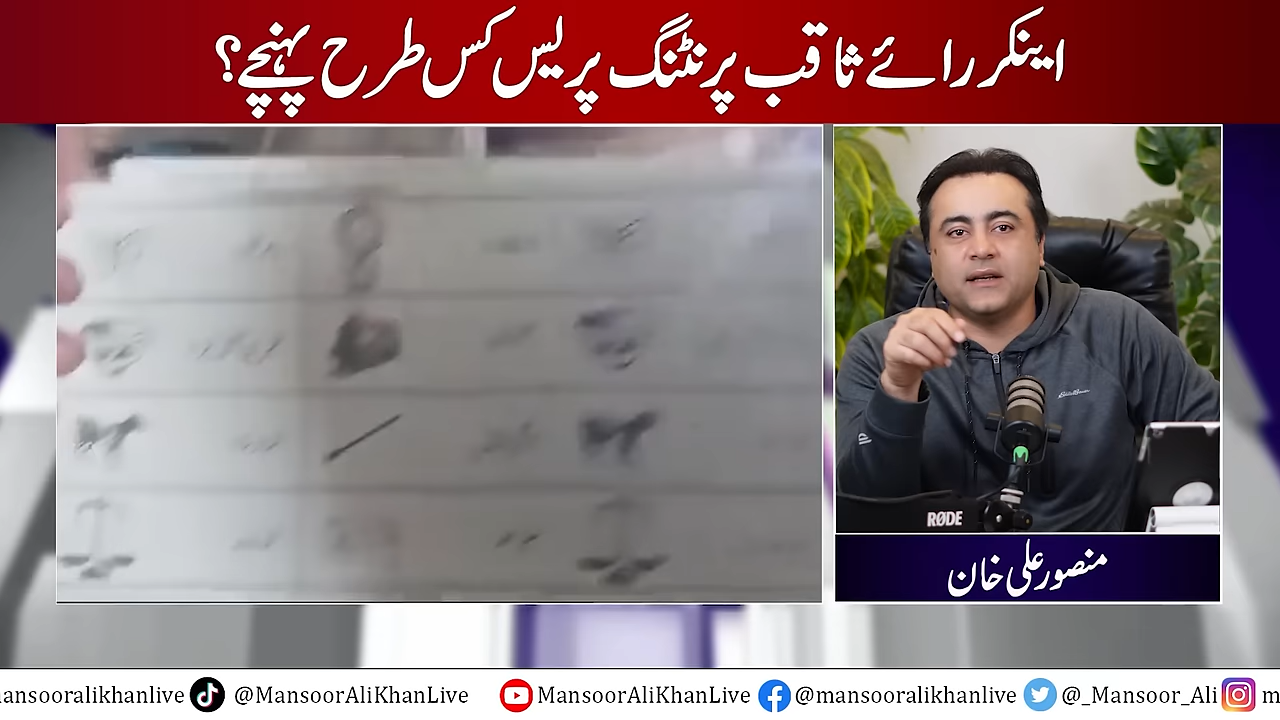 اینکر رائے ثاقب پرنٹنگ پریس کس طرح پہنچے؟
RØDE
منصور علی خان
ansooralikhanlive @MansoorAliKhanLive MansoorAliKhanLive @mansooralikhanlive @_Mansoor_Ali m